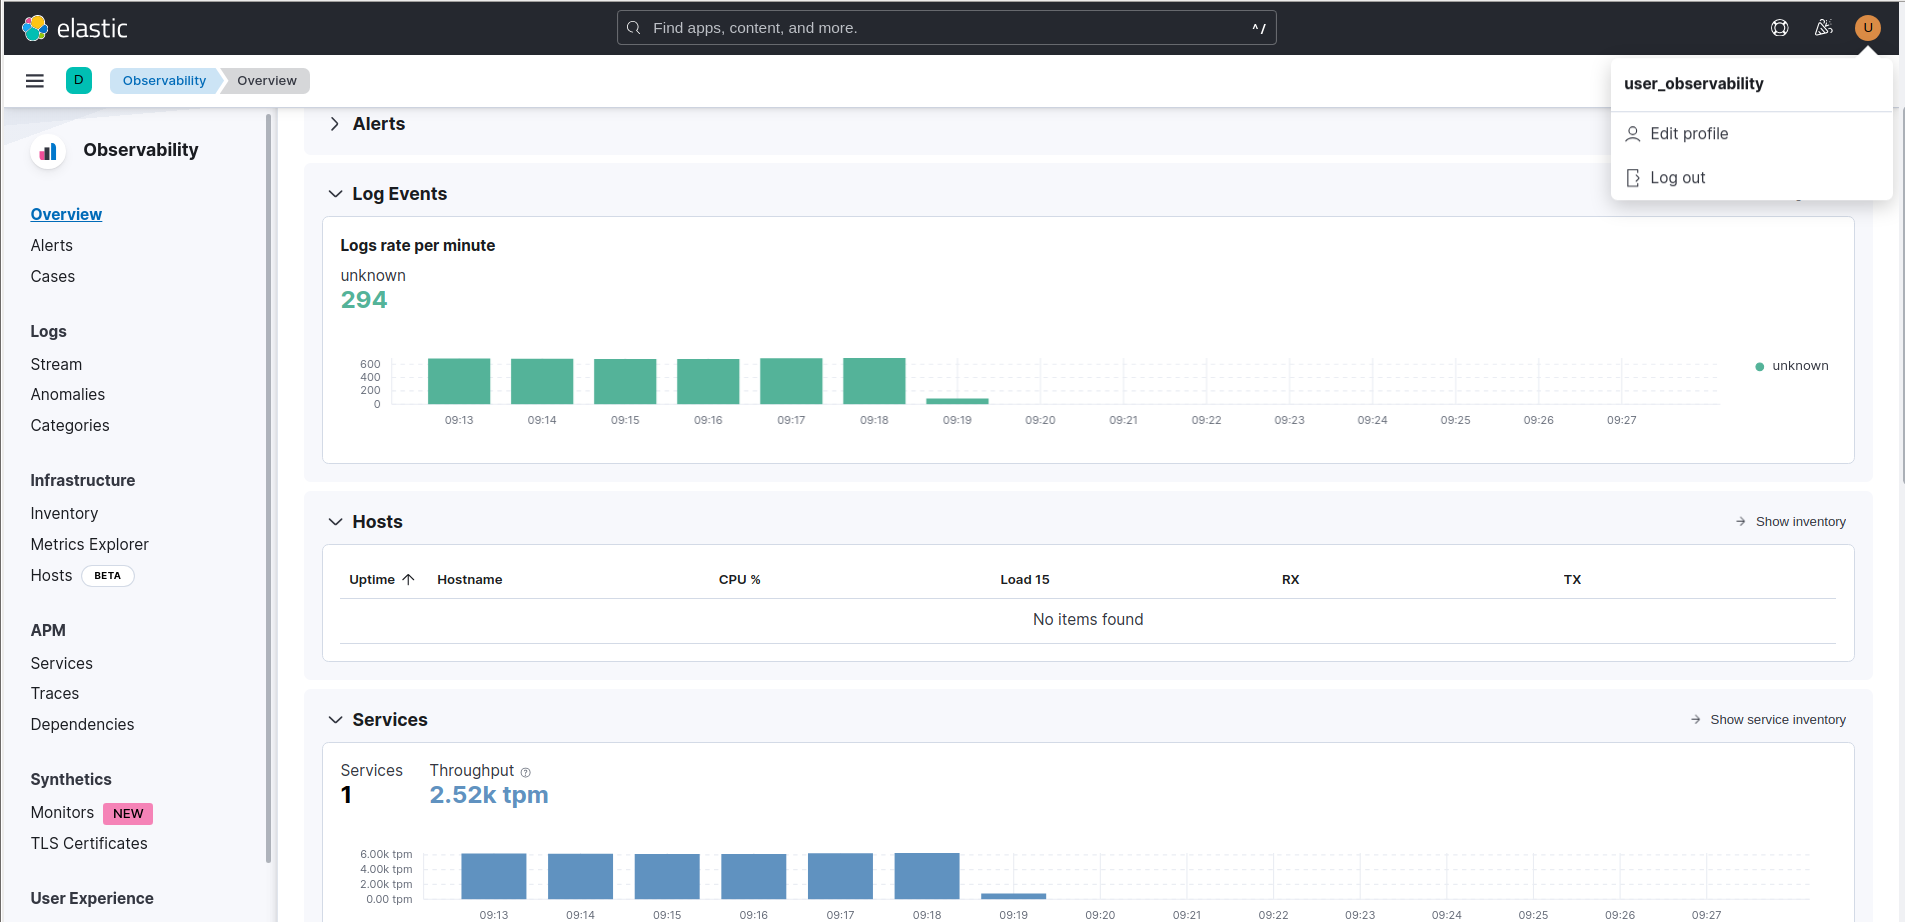 elastic
Find apps, content, and more.
^ /
U
D
Observability
Overview
user_observability
Edit profile
Log out
Observability
Overview
Alerts
Cases
Logs
Stream
Anomalies
Categories
Infrastructure
Inventory
Metrics Explorer
Hosts BETA
APM
Services
Traces
Dependencies
Synthetics
Monitors NEW
TLS Certificates
User Experience
Alerts
Log Events
Logs rate per minute
unknown
294
600
400
200
0
09:13 09:14 09:15 09:16 09:17 09:18 09:19 09:20 09:21 09:22 09:23 09:24 09:25 09:26 09:27
unknown
Hosts
Show inventory
Uptime Hostname CPU % Load 15 RX TX
No items found
Services
Show service inventory
Services Throughput
1 2.52k tpm
6.00k tpm
4.00k tpm
2.00k tpm
0.00 tpm
09:13 09:14 09:15 09:16 09:17 09:18 09:19 09:20 09:21 09:22 09:23 09:24 09:25 09:26 09:27